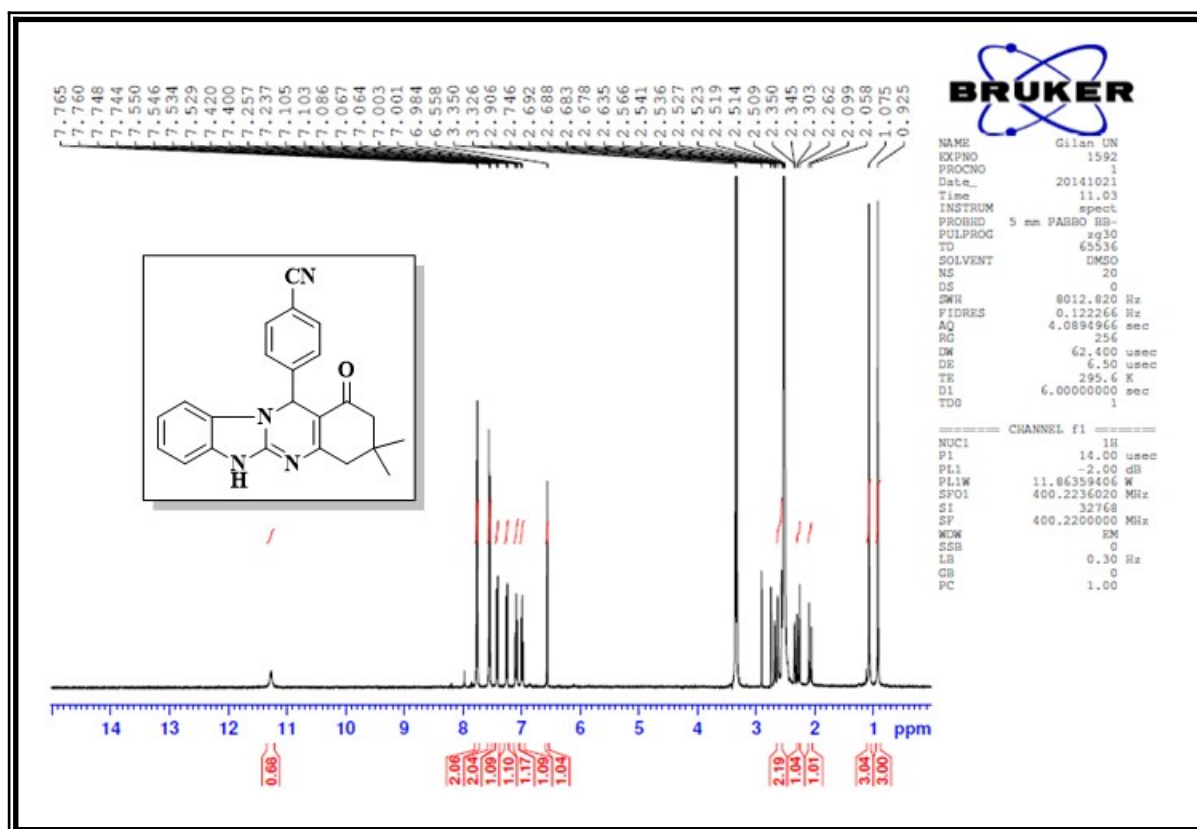 7.765
7.760
7.748
7.744
7.550
7.546
7.534
7.529
7.420
7.400
7.257
7.237
7.105
7.103
7.086
7.067
7.064
7.003
7.001
6.984
6.558
3.350
3.326
2.906
2.746
2.692
2.688
2.683
2.678
2.635
2.566
2.541
2.536
2.527
2.523
2.519
2.514
2.509
2.350
2.345
2.303
2.262
2.099
2.058
1.075
0.925
BRUKER
NAME Gilan UN
EXPNO 1592
PROCNO 1
Date_ 20141021
Time 11.03
INSTRUM spect
PROBHD 5 mm PABBO BB-
PULPROG zg30
TD 65536
SOLVENT DMSO
NS 20
DS 0
SWH 8012.820 Hz
FIDRES 0.122266 Hz
AQ 4.0894966 sec
RG 256
DW 62.400 usec
DE 6.50 usec
TE 295.6 K
D1 6.00000000 sec
TD0 1
======== CHANNEL f1 ========
NUC1 1H
P1 14.00 usec
PL1 -2.00 dB
PL1W 11.86359406 W
SFO1 400.2236020 MHz
SI 32768
SF 400.2200000 MHz
WDW EM
SSB 0
LB 0.30 Hz
GB 0
PC 1.00
CN
O
N
N
H
N
14 13 12 11 10 9 8 7 6 5 4 3 2 1 ppm
0.68
2.06
2.04
1.09
1.10
1.17
1.09
1.04
2.19
1.04
1.01
3.04
3.00